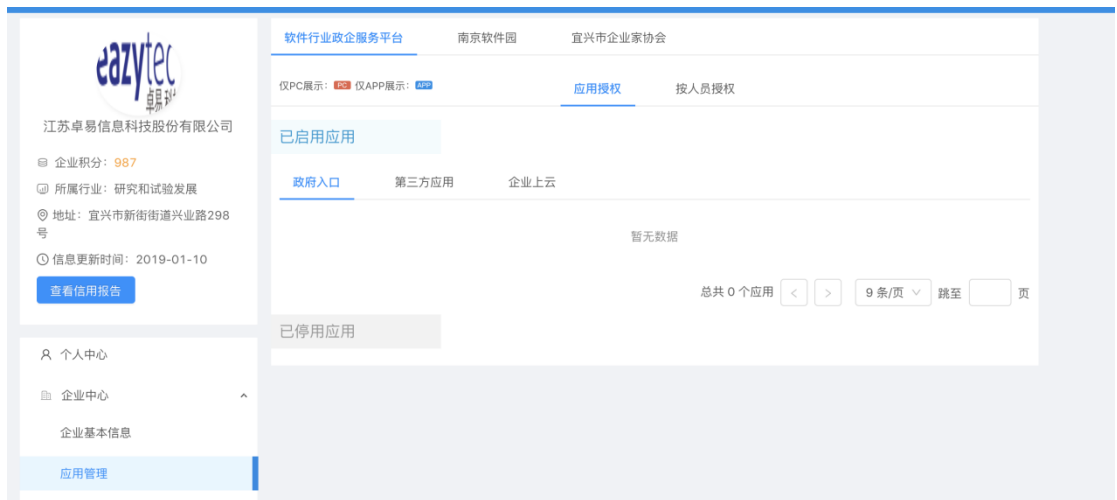 eazytec
卓易科
江苏卓易信息科技股份有限公司
企业积分：987
所属行业：研究和试验发展
地址：宜兴市新街街道兴业路298
号
信息更新时间：2019-01-10
查看信用报告
个人中心
企业中心
企业基本信息
应用管理
软件行业政企服务平台 南京软件园 宜兴市企业家协会
仅PC展示：PC 仅APP展示：APP 应用授权 按人员授权
已启用应用
政府入口 第三方应用 企业上云
暂无数据
总共 0 个应用 < > 9 条/页 跳至 页
已停用应用